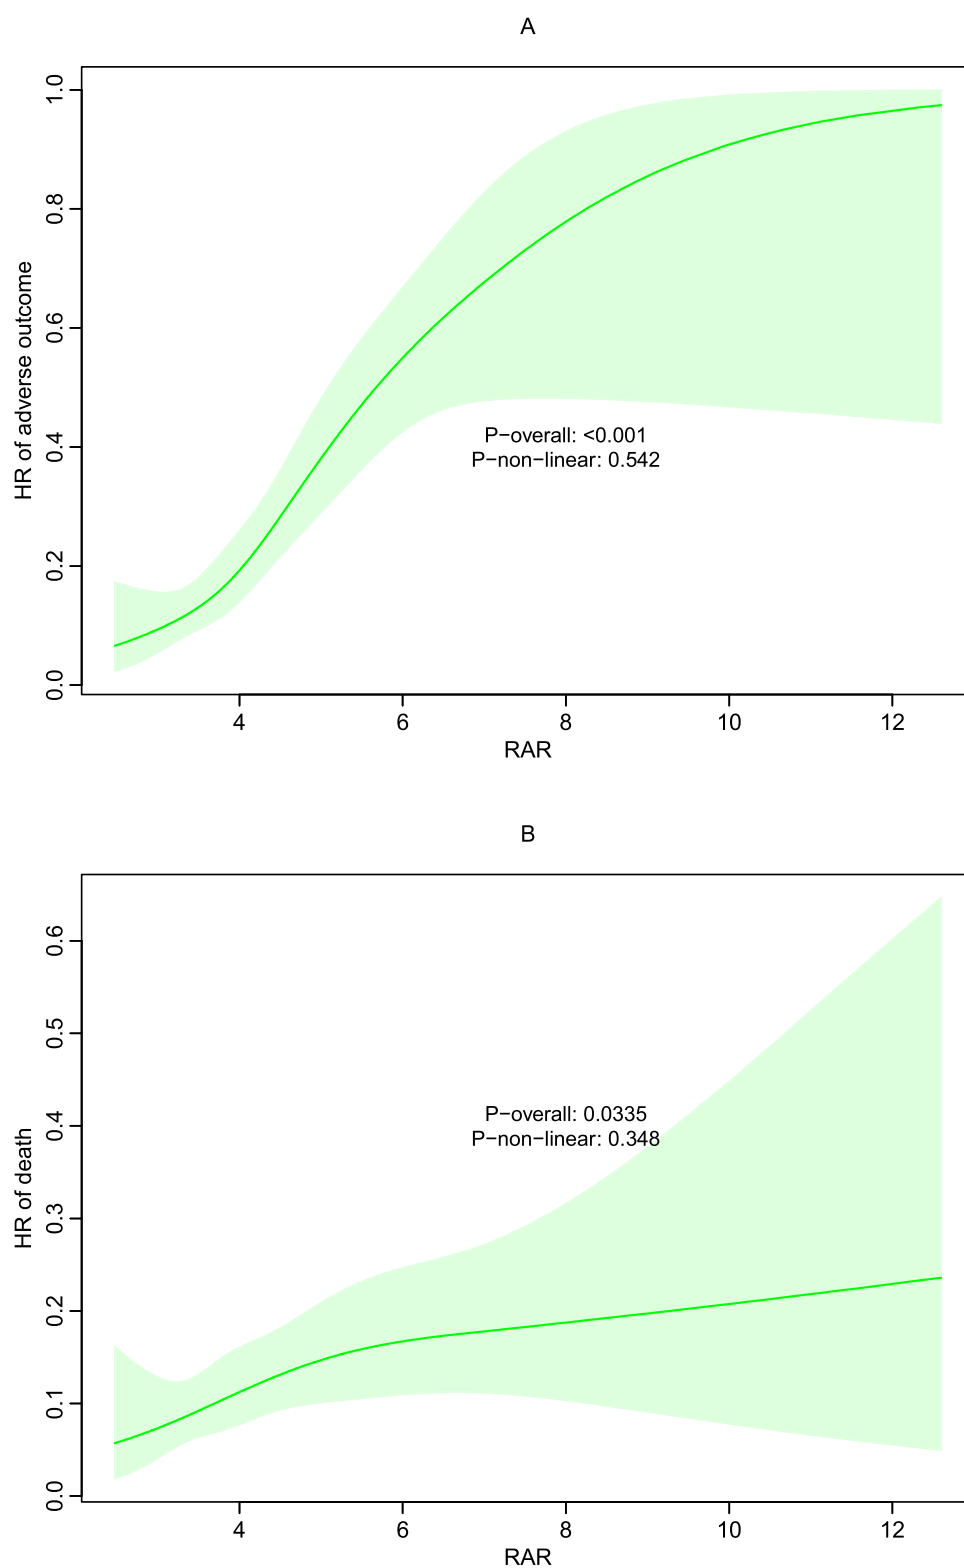 A
HR of adverse outcome
1.0
0.8
0.6
0.4
0.2
0.0
P−overall: <0.001
P−non−linear: 0.542
4 6 8 10 12
RAR
B
HR of death
0.6
0.5
0.4
0.3
0.2
0.1
0.0
P−overall: 0.0335
P−non−linear: 0.348
4 6 8 10 12
RAR